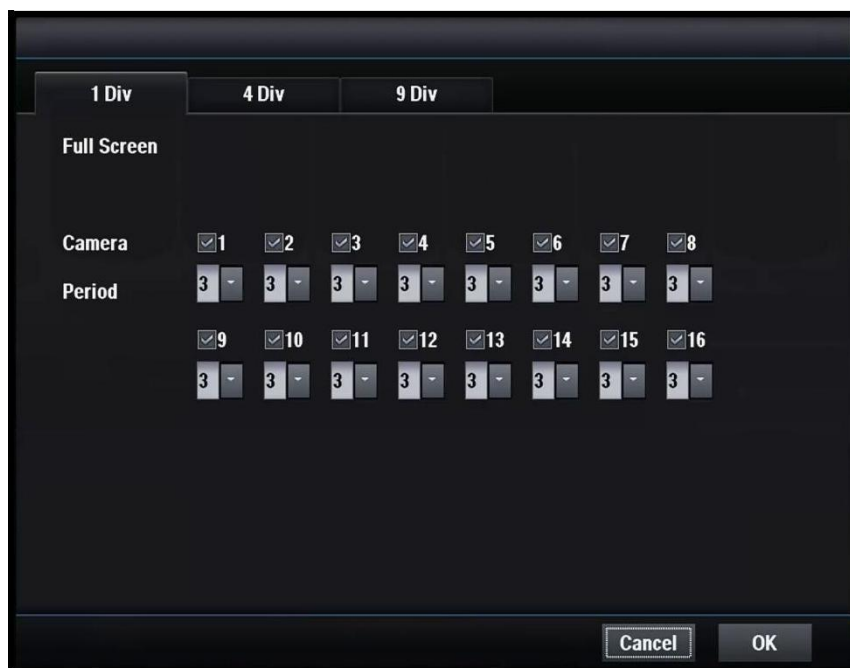 1 Div 4 Div 9 Div
Full Screen
Camera 1 2 3 4 5 6 7 8
Period 3 3 3 3 3 3 3 3
9 10 11 12 13 14 15 16
3 3 3 3 3 3 3 3
Cancel OK